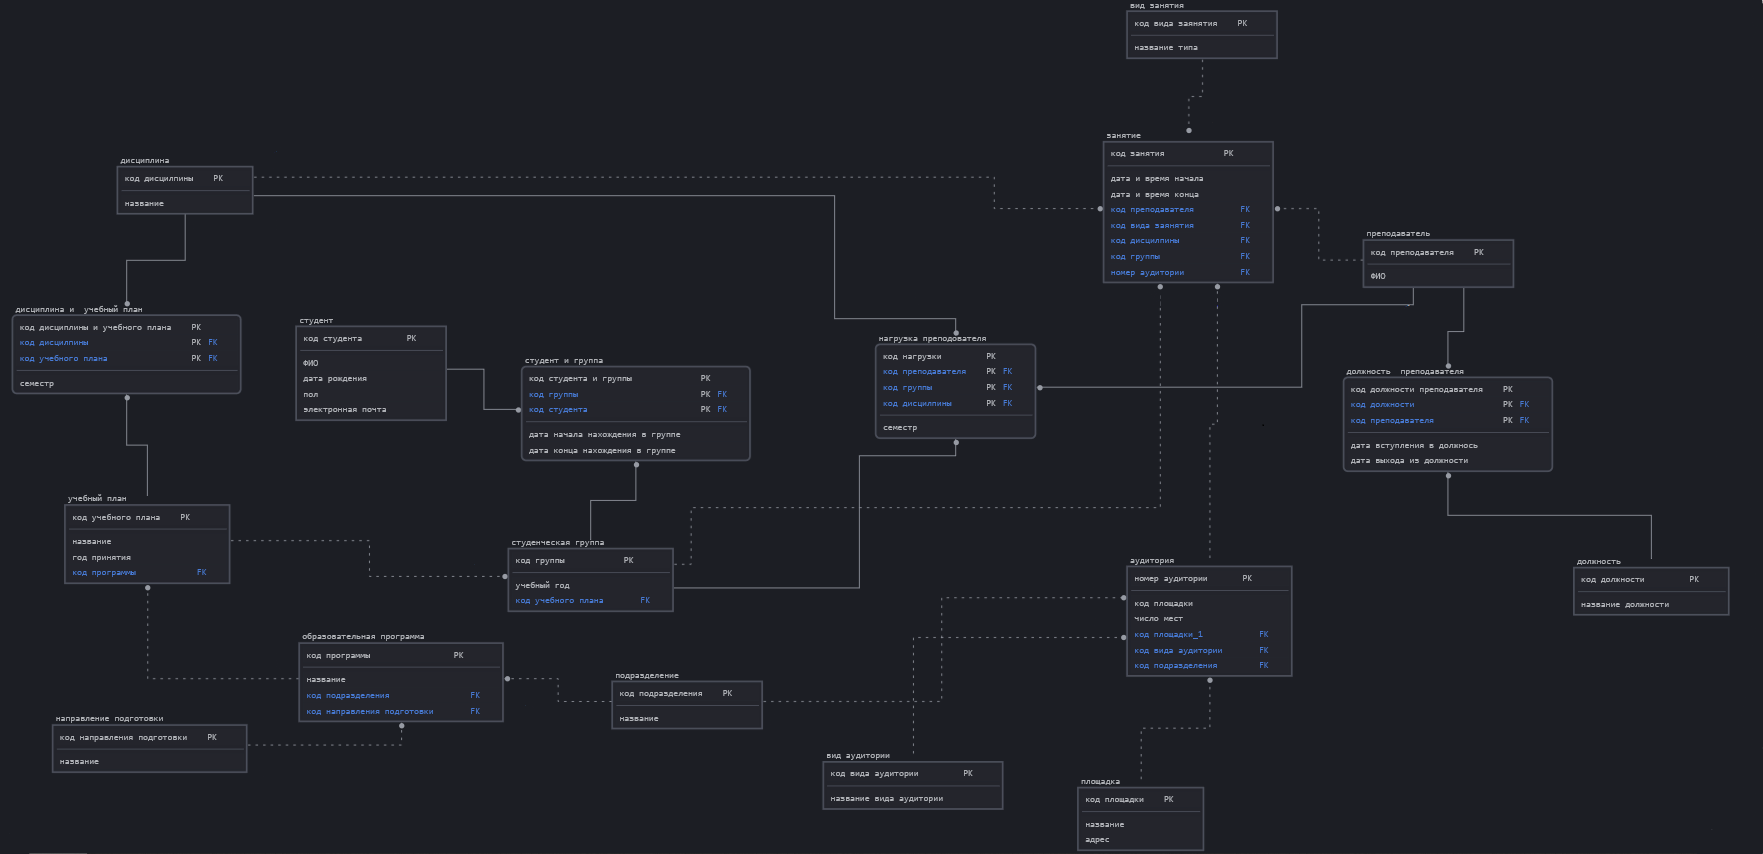 вид занятия
код вида заянятия PK
название типа
занятие
код занятия PK
дата и время начала
дата и время конца
код преподавателя FK
код вида заянятия FK
код дисциплины FK
код группы FK
номер аудитории FK
дисциплина
код дисциплины PK
название
преподаватель
код преподавателя PK
ФИО
дисциплина и учебный план
код дисциплины и учебного плана PK
код дисциплины PK FK
код учебного плана PK FK
семестр
студент
код студента PK
ФИО
дата рождения
пол
электронная почта
студент и группа
код студента и группы PK
код группы PK FK
код студента PK FK
дата начала нахождения в группе
дата конца нахождения в группе
нагрузка преподователя
код нагрузки PK
код преподавателя PK FK
код группы PK FK
код дисциплины PK FK
семестр
должность преподавателя
код должности преподавателя PK
код должности PK FK
код преподавателя PK FK
дата вступления в должнось
дата выхода из должности
учебный план
код учебного плана PK
название
год принятия
код программы FK
студенческая группа
код группы PK
учебный год
код учебного плана FK
аудитория
номер аудитории PK
код площадки
число мест
код площадки_1 FK
код вида аудитории FK
код подразделения FK
должность
код должности PK
название должности
образовательная программа
код программы PK
название
код подразделения FK
код направления подготовки FK
подразделение
код подразделения PK
название
направление подготовки
код направления подготовки PK
название
вид аудитории
код вида аудитории PK
название вида аудитории
площадка
код площадки PK
название
адрес